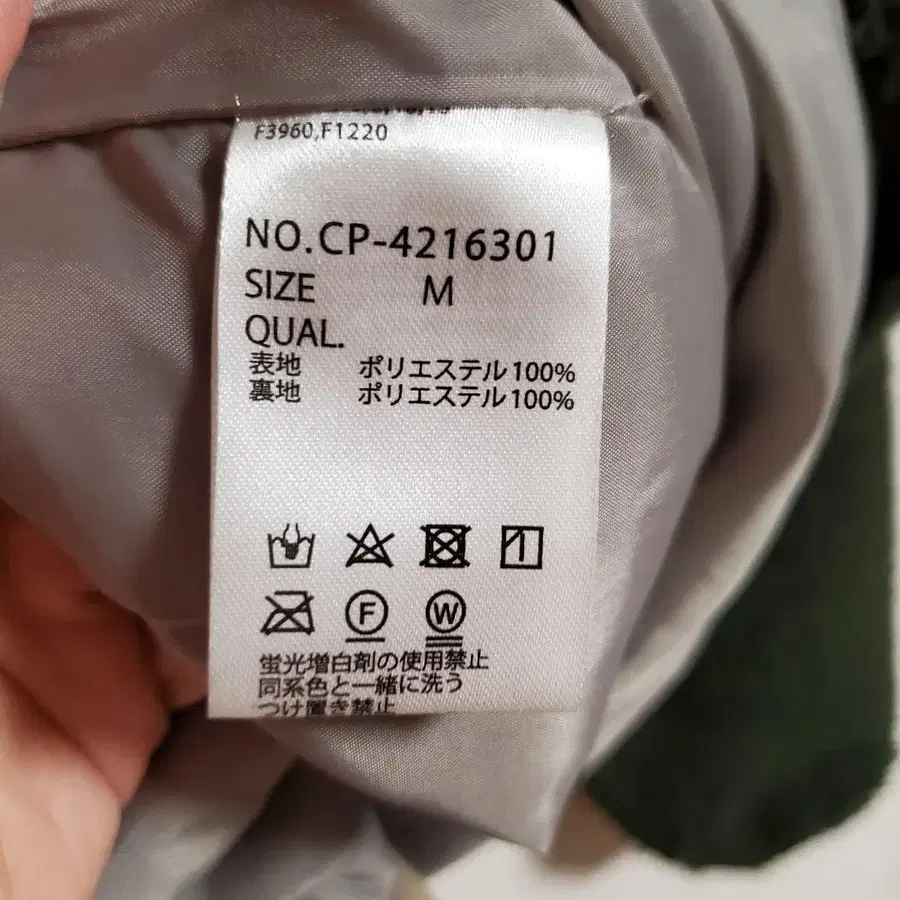 F3960,F1220
NO.CP-4216301
SIZE M
QUAL.
表地 ポリエステル100%
裏地 ポリエステル100%
F
W
蛍光増白剤の使用禁止
同系色と一緒に洗う
つけ置き禁止